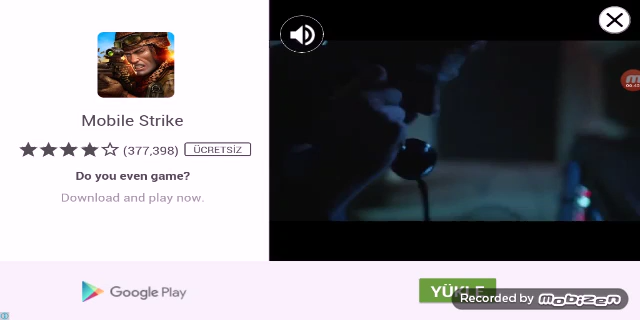 Mobile Strike
(377,398) ÜCRETSİZ
Do you even game?
Download and play now.
Google Play
YÜKLE
Recorded by mobizen